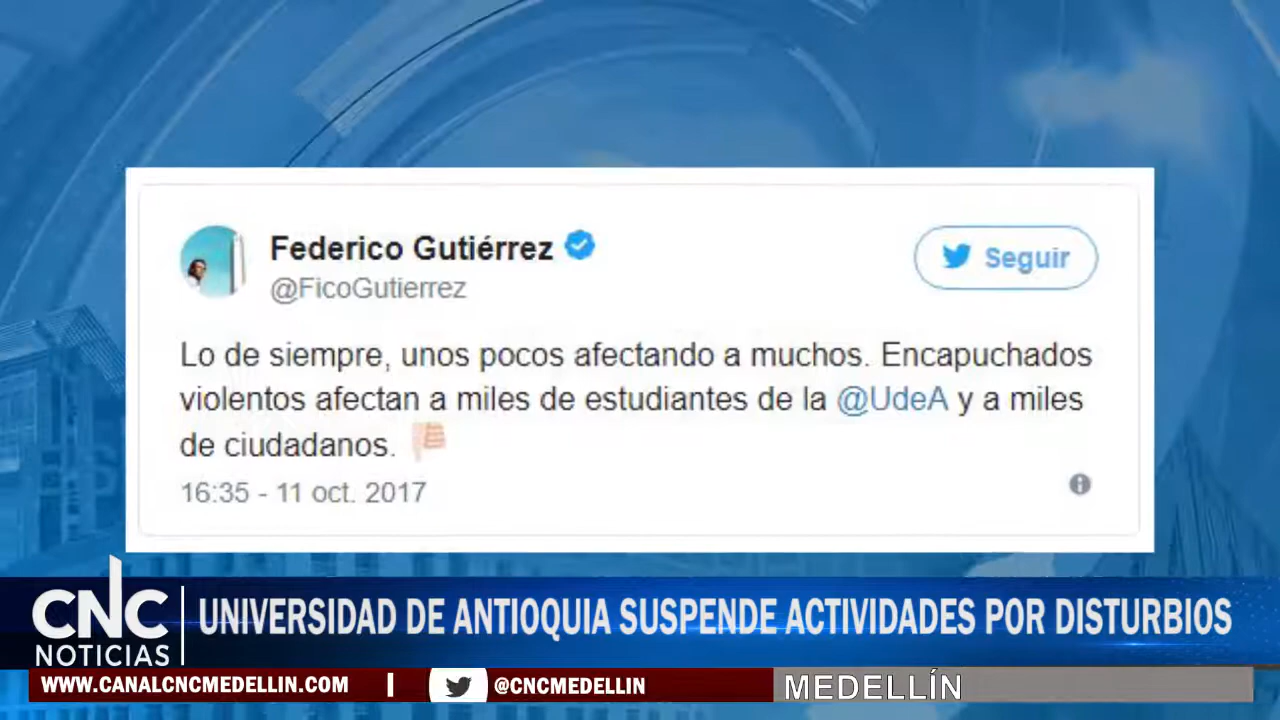 Federico Gutiérrez
@FicoGutierrez
Seguir
Lo de siempre, unos pocos afectando a muchos. Encapuchados
violentos afectan a miles de estudiantes de la @UdeA y a miles
de ciudadanos.
16:35 - 11 oct. 2017
CNC
NOTICIAS
UNIVERSIDAD DE ANTIOQUIA SUSPENDE ACTIVIDADES POR DISTURBIOS
WWW.CANALCNCMEDELLIN.COM | @CNCMEDELLIN
MEDELLÍN